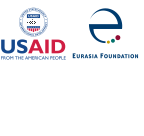 USAID
FROM THE AMERICAN PEOPLE
EURASIA FOUNDATION